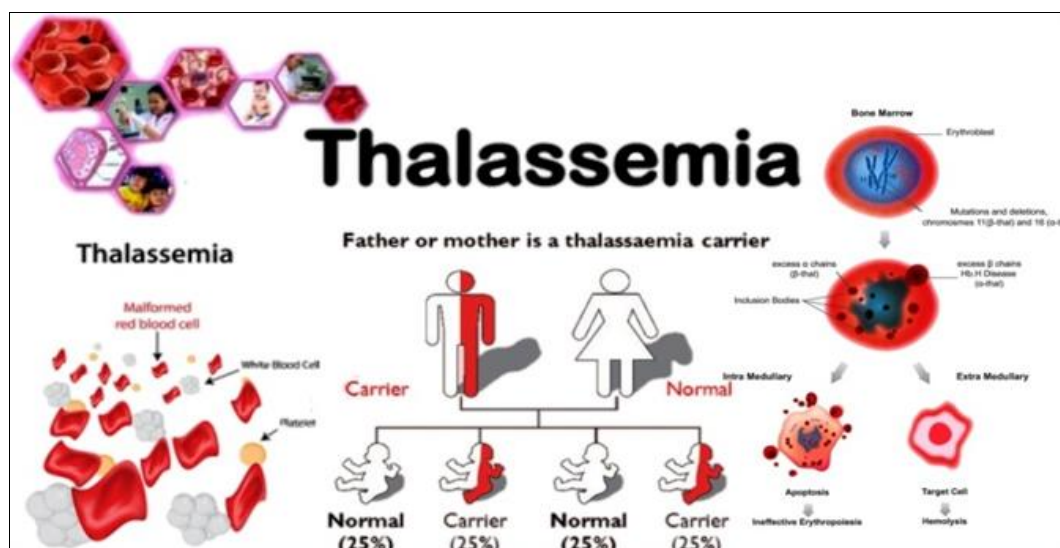 Thalassemia
Bone Marrow
Erythroblast
Mutations and deletions,
chromosmes 11(β-thal) and 16 (α-t
excess α chains
(β-thal)
excess β chains
Hb.H Disease
(α-thal)
Inclusion Bodies
Intra Medullary
Extra Medullary
Apoptosis
Target Cell
Ineffective Erythropoiesis
Hemolysis
Thalassemia
Malformed
red blood cell
White Blood Cell
Platelet
Father or mother is a thalassaemia carrier
Carrier
Normal
Normal
(25%)
Carrier
(25%)
Normal
(25%)
Carrier
(25%)